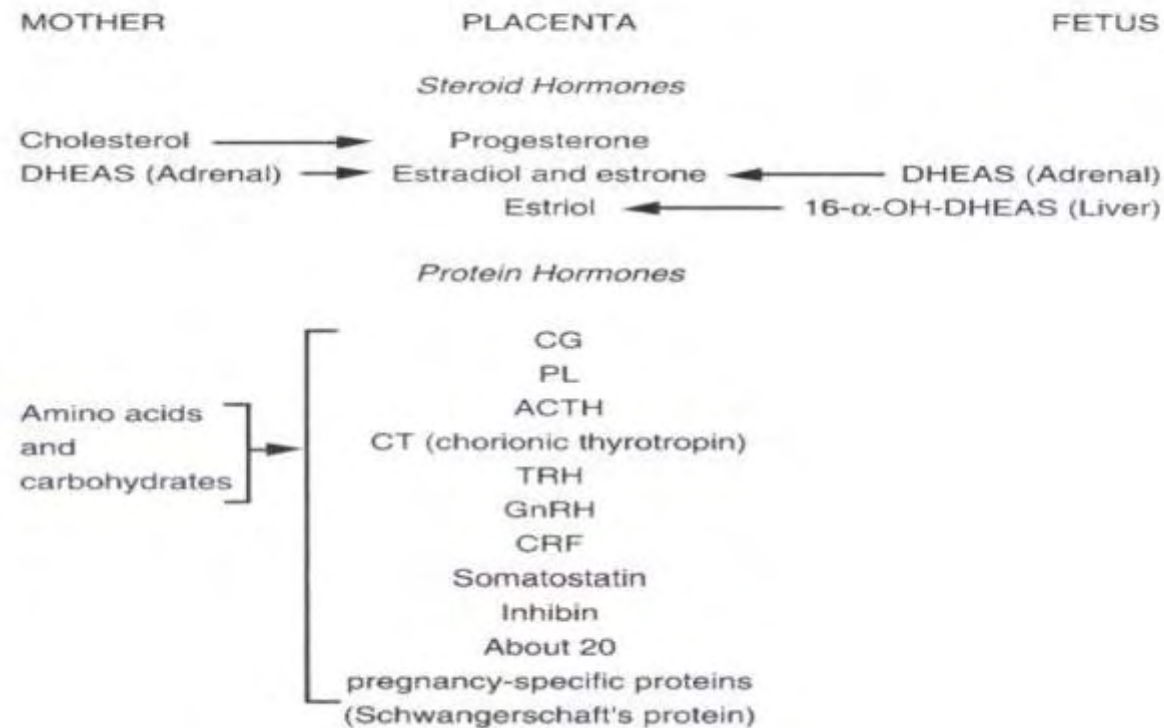 MOTHER PLACENTA FETUS
Steroid Hormones
Cholesterol Progesterone
DHEAS (Adrenal) Estradiol and estrone DHEAS (Adrenal)
Estriol 16-α-OH-DHEAS (Liver)
Protein Hormones
CG
PL
Amino acids
and
carbohydrates
ACTH
CT (chorionic thyrotropin)
TRH
GnRH
CRF
Somatostatin
Inhibin
About 20
pregnancy-specific proteins
(Schwangerschaft's protein)